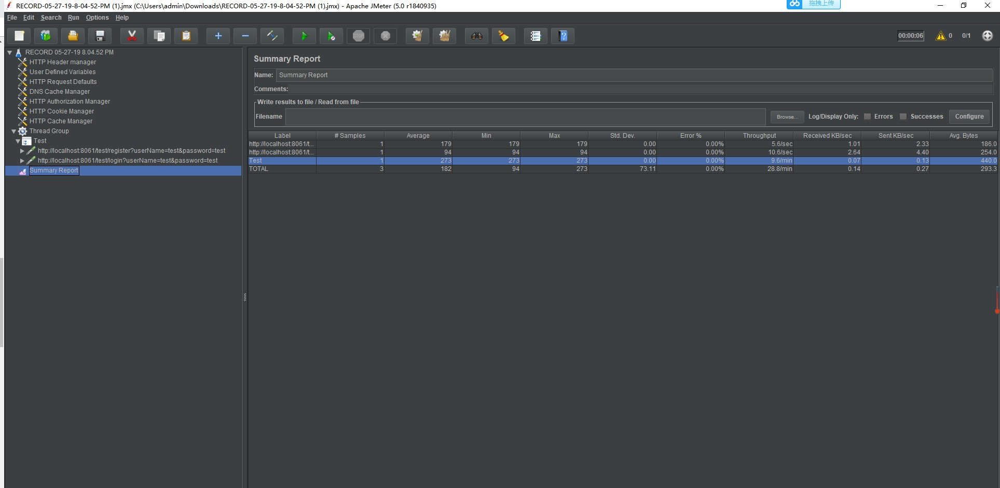 RECORD-05-27-19-8-04-52-PM (1).jmx (C:\Users\admin\Downloads\RECORD-05-27-19-8-04-52-PM (1).jmx) - Apache JMeter (5.0 r1840935)
拖拽上传
File Edit Search Run Options Help
STOP
00:00:06 0 0/1
RECORD 05-27-19 8.04.52 PM
HTTP Header manager
User Defined Variables
HTTP Request Defaults
DNS Cache Manager
HTTP Authorization Manager
HTTP Cookie Manager
HTTP Cache Manager
Thread Group
Test
http://localhost:8061/test/register?userName=test&password=test
http://localhost:8061/test/login?userName=test&password=test
Summary Report
Summary Report
Name: Summary Report
Comments:
Write results to file / Read from file
Filename Browse... Log/Display Only: Errors Successes Configure
Label # Samples Average Min Max Std. Dev. Error % Throughput Received KB/sec Sent KB/sec Avg. Bytes
http://localhost:8061/t... 1 179 179 179 0.00 0.00% 5.6/sec 1.01 2.33 186.0
http://localhost:8061/t... 1 94 94 94 0.00 0.00% 10.6/sec 2.64 4.40 254.0
Test 1 273 273 273 0.00 0.00% 9.6/min 0.07 0.13 440.0
TOTAL 3 182 94 273 73.11 0.00% 28.8/min 0.14 0.27 293.3